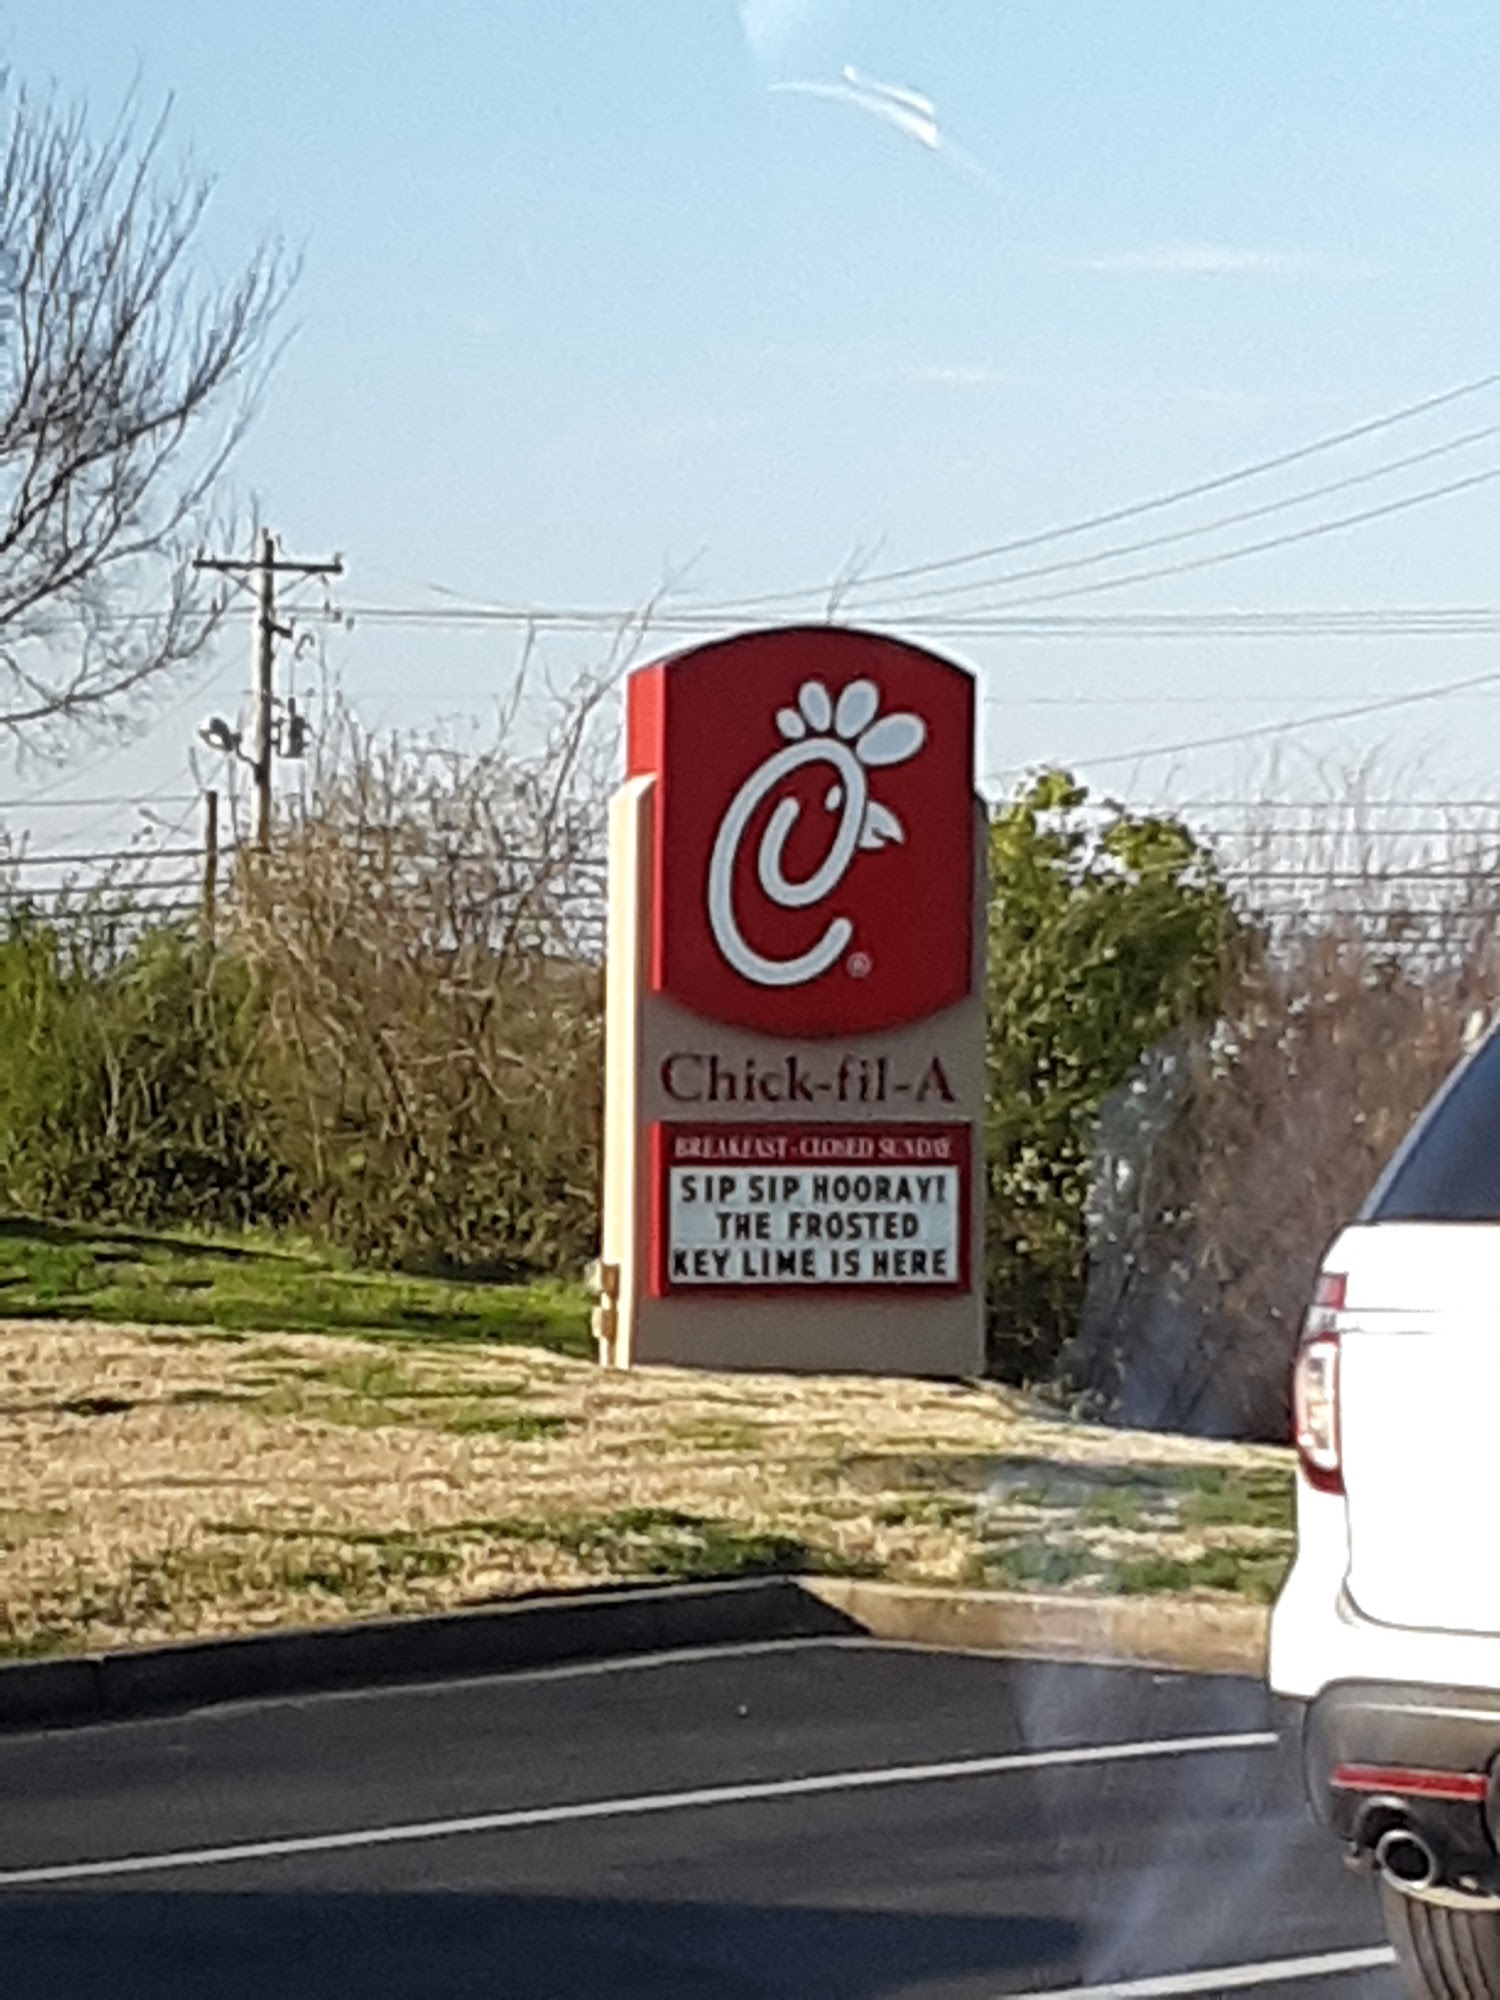 Chick-fil-A
BREAKFAST - CLOSED SUNDAY
SIP SIP HOORAY!
THE FROSTED
KEY LIME IS HERE